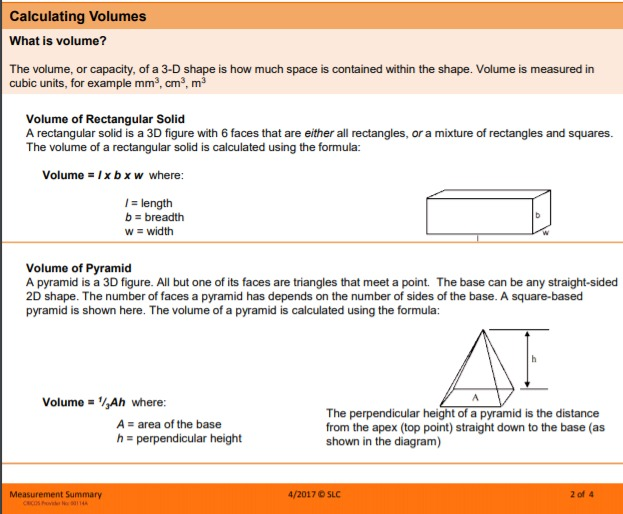 Calculating Volumes
What is volume?
The volume, or capacity, of a 3-D shape is how much space is contained within the shape. Volume is measured in
cubic units, for example mm³, cm³, m³
Volume of Rectangular Solid
A rectangular solid is a 3D figure with 6 faces that are either all rectangles, or a mixture of rectangles and squares.
The volume of a rectangular solid is calculated using the formula:
Volume = l x b x w where:
l = length
b = breadth
w = width
b
w
l
Volume of Pyramid
A pyramid is a 3D figure. All but one of its faces are triangles that meet a point. The base can be any straight-sided
2D shape. The number of faces a pyramid has depends on the number of sides of the base. A square-based
pyramid is shown here. The volume of a pyramid is calculated using the formula:
h
A
Volume = ¹/₃Ah where:
A = area of the base
h = perpendicular height
The perpendicular height of a pyramid is the distance
from the apex (top point) straight down to the base (as
shown in the diagram)
Measurement Summary
CRICOS Provider No: 00114A
4/2017 © SLC
2 of 4